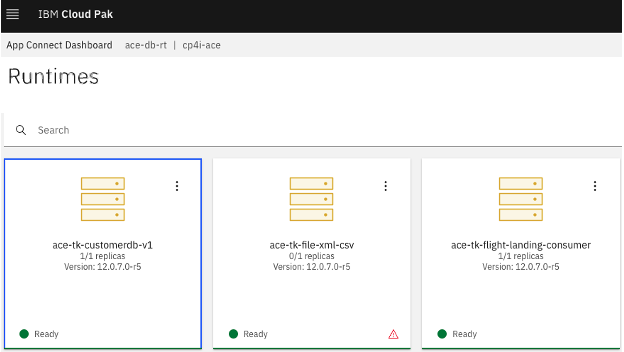 IBM Cloud Pak
App Connect Dashboard ace-db-rt | cp4i-ace
Runtimes
Search
ace-tk-customerdb-v1
1/1 replicas
Version: 12.0.7.0-r5
Ready
ace-tk-file-xml-csv
0/1 replicas
Version: 12.0.7.0-r5
Ready
ace-tk-flight-landing-consumer
1/1 replicas
Version: 12.0.7.0-r5
Ready